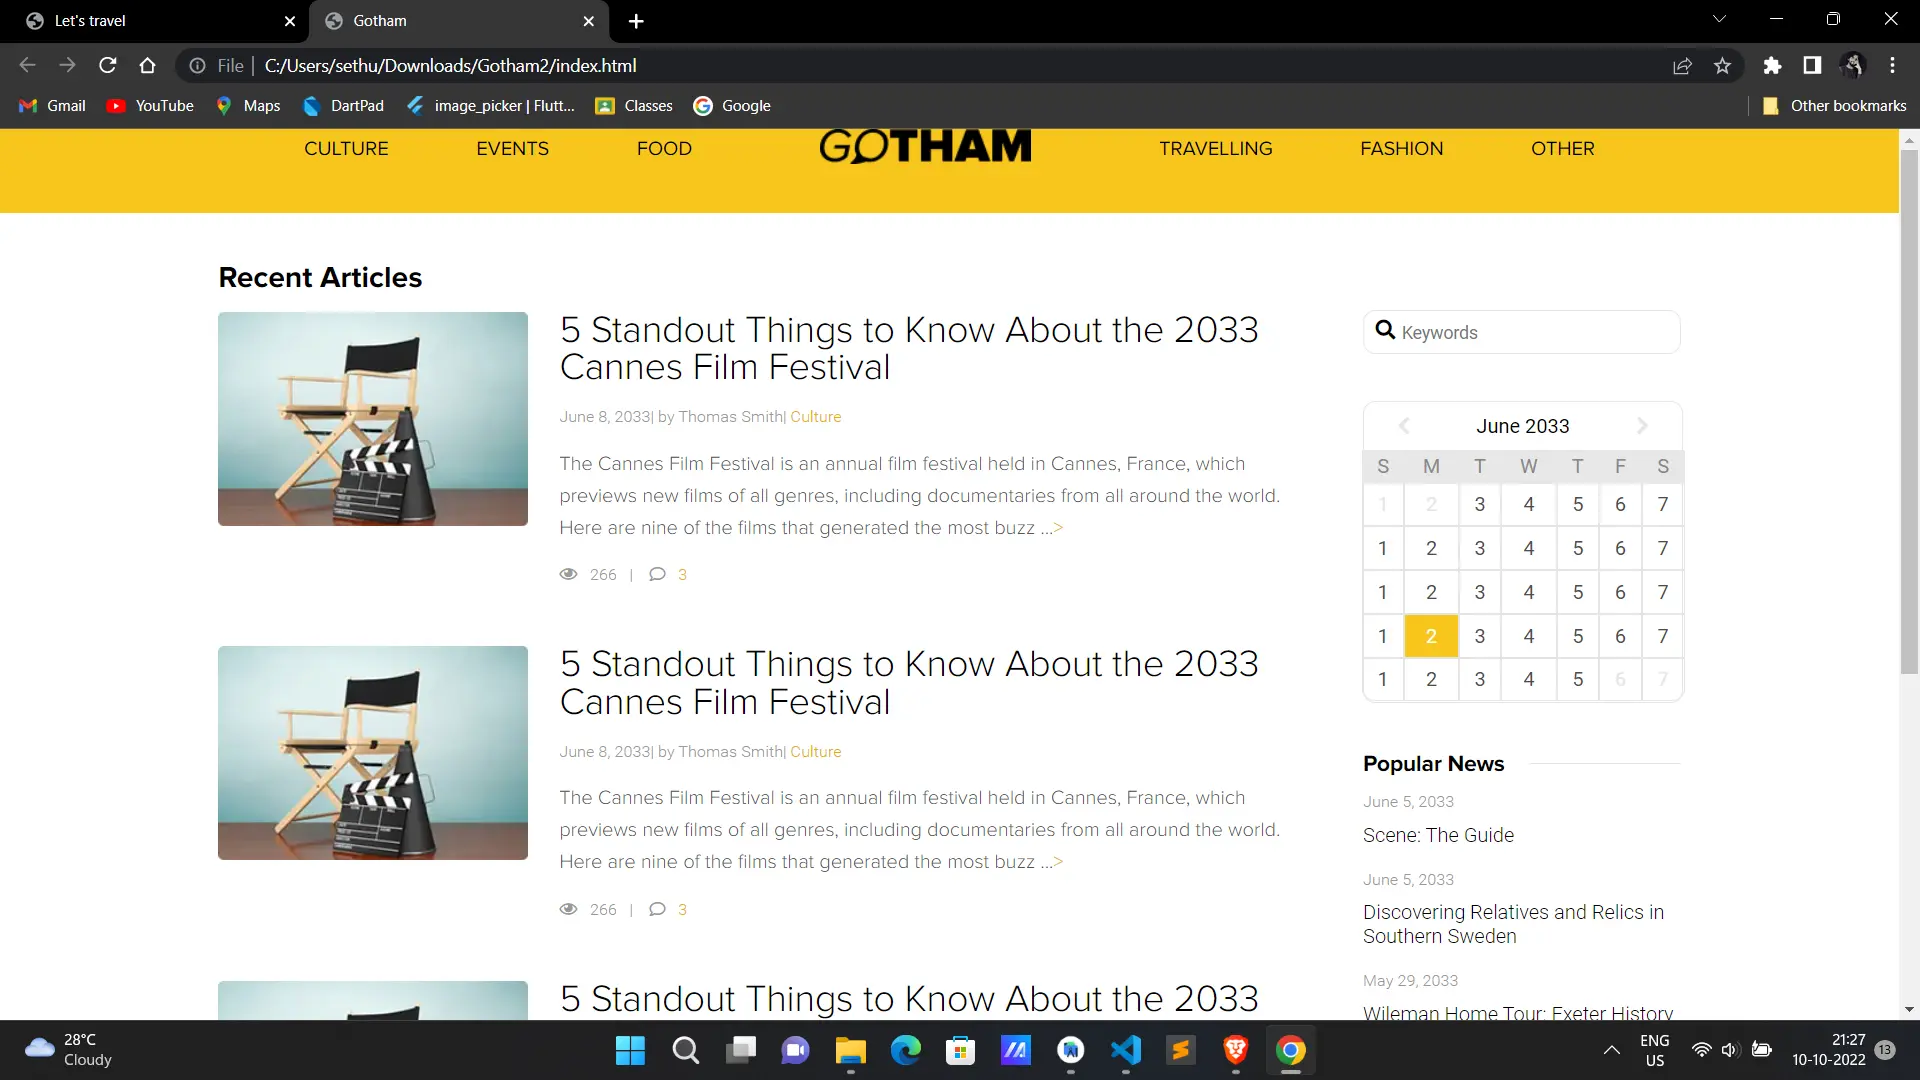 Let's travel
Gotham
File
C:/Users/sethu/Downloads/Gotham2/index.html
Gmail
YouTube
Maps
DartPad
image_picker | Flutt...
Classes
Google
Other bookmarks
CULTURE
EVENTS
FOOD
GOTHAM
TRAVELLING
FASHION
OTHER
Recent Articles
5 Standout Things to Know About the 2033
Cannes Film Festival
June 8, 2033| by Thomas Smith| Culture
The Cannes Film Festival is an annual film festival held in Cannes, France, which
previews new films of all genres, including documentaries from all around the world.
Here are nine of the films that generated the most buzz ...>
266 | 3
5 Standout Things to Know About the 2033
Cannes Film Festival
June 8, 2033| by Thomas Smith| Culture
The Cannes Film Festival is an annual film festival held in Cannes, France, which
previews new films of all genres, including documentaries from all around the world.
Here are nine of the films that generated the most buzz ...>
266 | 3
5 Standout Things to Know About the 2033
Keywords
June 2033
S M T W T F S
1 2 3 4 5 6 7
1 2 3 4 5 6 7
1 2 3 4 5 6 7
1 2 3 4 5 6 7
1 2 3 4 5 6 7
Popular News
June 5, 2033
Scene: The Guide
June 5, 2033
Discovering Relatives and Relics in
Southern Sweden
May 29, 2033
Wileman Home Tour: Exeter History
28°C
Cloudy
ENG
US
21:27
10-10-2022
13